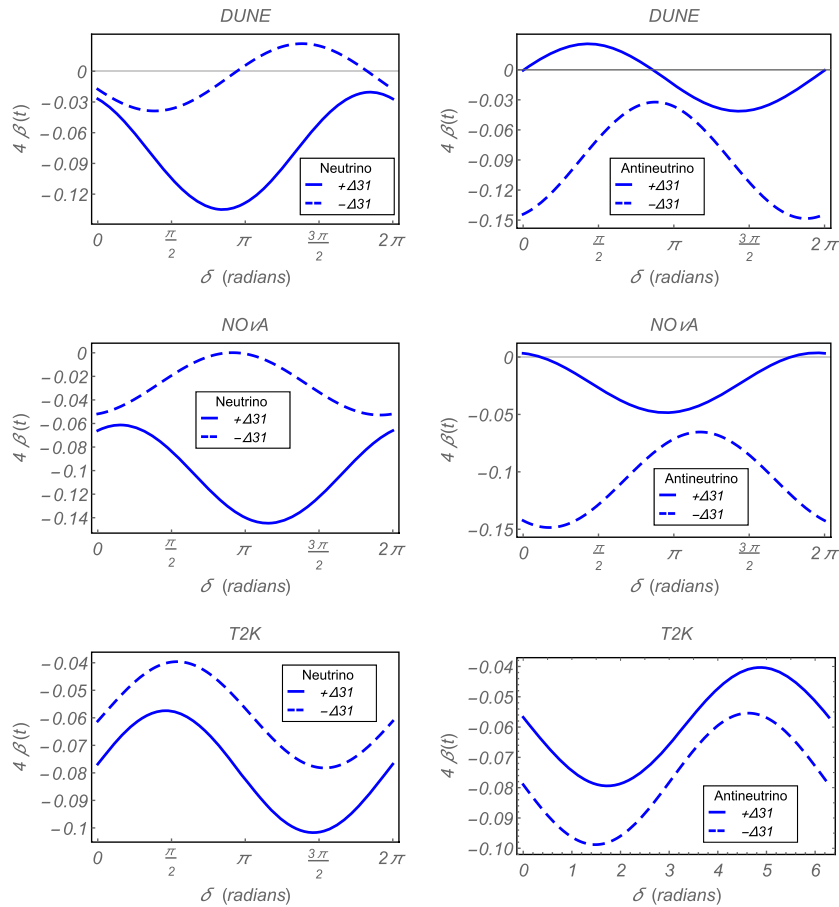 DUNE
0
−0.03
−0.06
−0.09
−0.12
4 β(t)
Neutrino
+Δ31
−Δ31
0 π/2 π 3π/2 2π
δ (radians)
DUNE
0
−0.03
−0.06
−0.09
−0.12
−0.15
4 β(t)
Antineutrino
+Δ31
−Δ31
0 π/2 π 3π/2 2π
δ (radians)
NOνA
0
−0.02
−0.04
−0.06
−0.08
−0.1
−0.12
−0.14
4 β(t)
Neutrino
+Δ31
−Δ31
0 π/2 π 3π/2 2π
δ (radians)
NOνA
0
−0.05
−0.1
−0.15
4 β(t)
Antineutrino
+Δ31
−Δ31
0 π/2 π 3π/2 2π
δ (radians)
T2K
−0.04
−0.05
−0.06
−0.07
−0.08
−0.09
−0.1
4 β(t)
Neutrino
+Δ31
−Δ31
0 π/2 π 3π/2 2π
δ (radians)
T2K
−0.04
−0.05
−0.06
−0.07
−0.08
−0.09
−0.10
4 β(t)
Antineutrino
+Δ31
−Δ31
0 1 2 3 4 5 6
δ (radians)